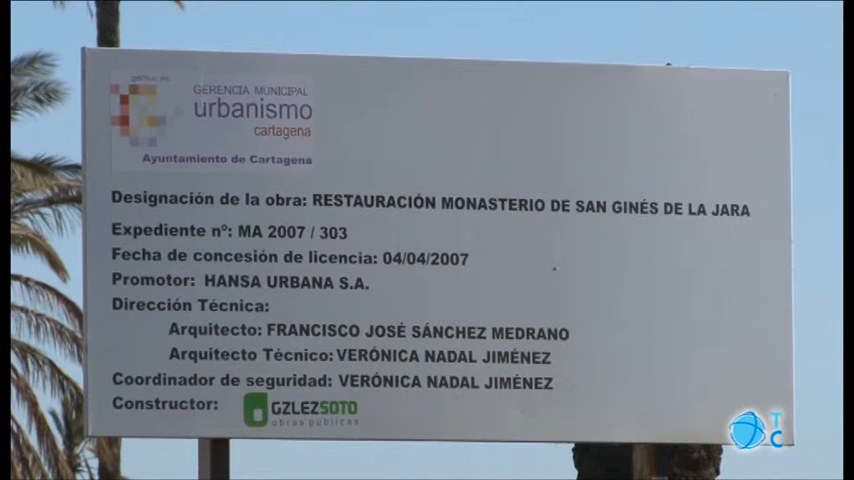 GERENCIA MUNICIPAL
urbanismo
cartagena
Ayuntamiento de Cartagena
Designación de la obra: RESTAURACIÓN MONASTERIO DE SAN GINÉS DE LA JARA
Expediente nº: MA 2007 / 303
Fecha de concesión de licencia: 04/04/2007
Promotor: HANSA URBANA S.A.
Dirección Técnica:
Arquitecto: FRANCISCO JOSÉ SÁNCHEZ MEDRANO
Arquitecto Técnico: VERÓNICA NADAL JIMÉNEZ
Coordinador de seguridad: VERÓNICA NADAL JIMÉNEZ
Constructor: GZLEZSOTO
obras públicas
TC